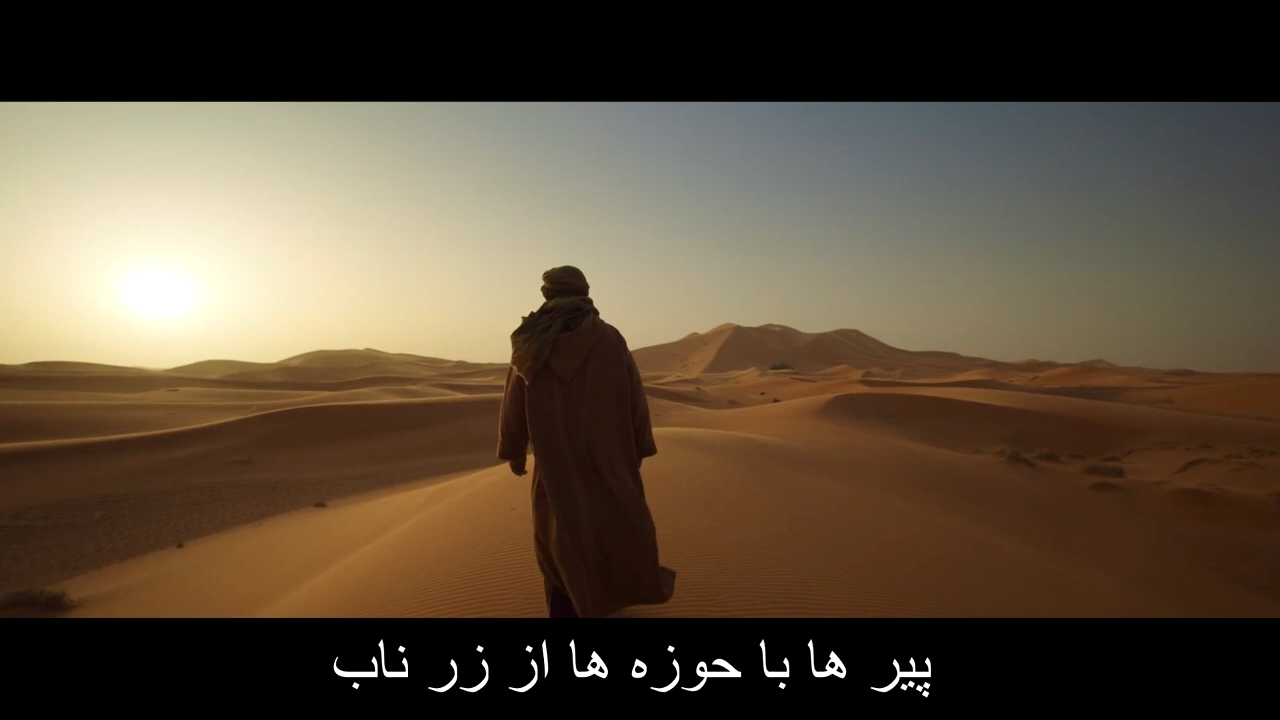 پیر ها با حوزه ها از زر ناب